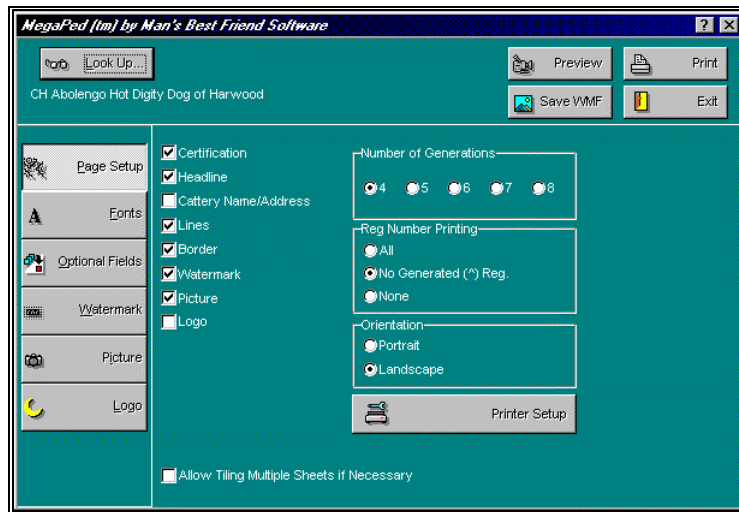 MegaPed (tm) by Man's Best Friend Software
Look Up...
Preview
Print
CH Abolengo Hot Digity Dog of Harwood
Save WMF
Exit
Page Setup
Fonts
Optional Fields
Watermark
Picture
Logo
Certification
Headline
Cattery Name/Address
Lines
Border
Watermark
Picture
Logo
Number of Generations
4 5 6 7 8
Reg Number Printing
All
No Generated (^) Reg.
None
Orientation
Portrait
Landscape
Printer Setup
Allow Tiling Multiple Sheets if Necessary